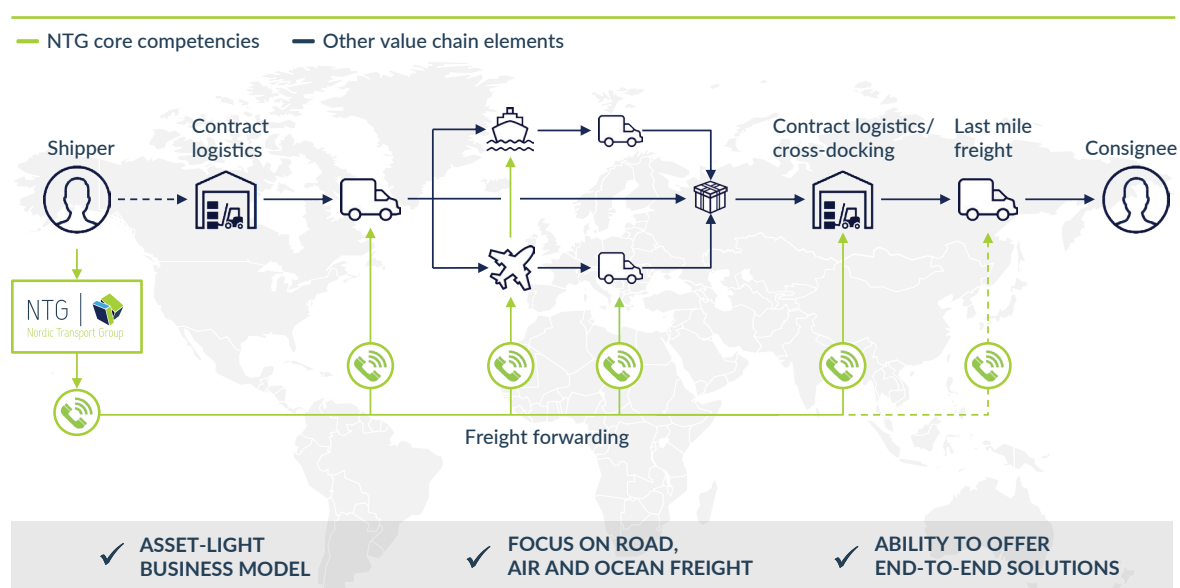 NTG core competencies
Other value chain elements
Shipper
Contract
logistics
Contract logistics/
cross-docking
Last mile
freight
Consignee
NTG
Nordic Transport Group
Freight forwarding
ASSET-LIGHT
BUSINESS MODEL
FOCUS ON ROAD,
AIR AND OCEAN FREIGHT
ABILITY TO OFFER
END-TO-END SOLUTIONS